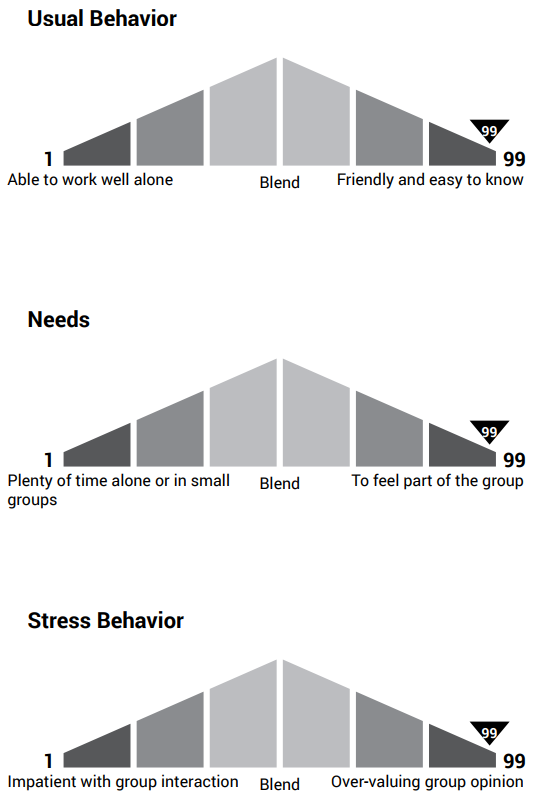 Usual Behavior
99
1
99
Able to work well alone
Blend
Friendly and easy to know
Needs
99
1
99
Plenty of time alone or in small
groups
Blend
To feel part of the group
Stress Behavior
99
1
99
Impatient with group interaction
Blend
Over-valuing group opinion